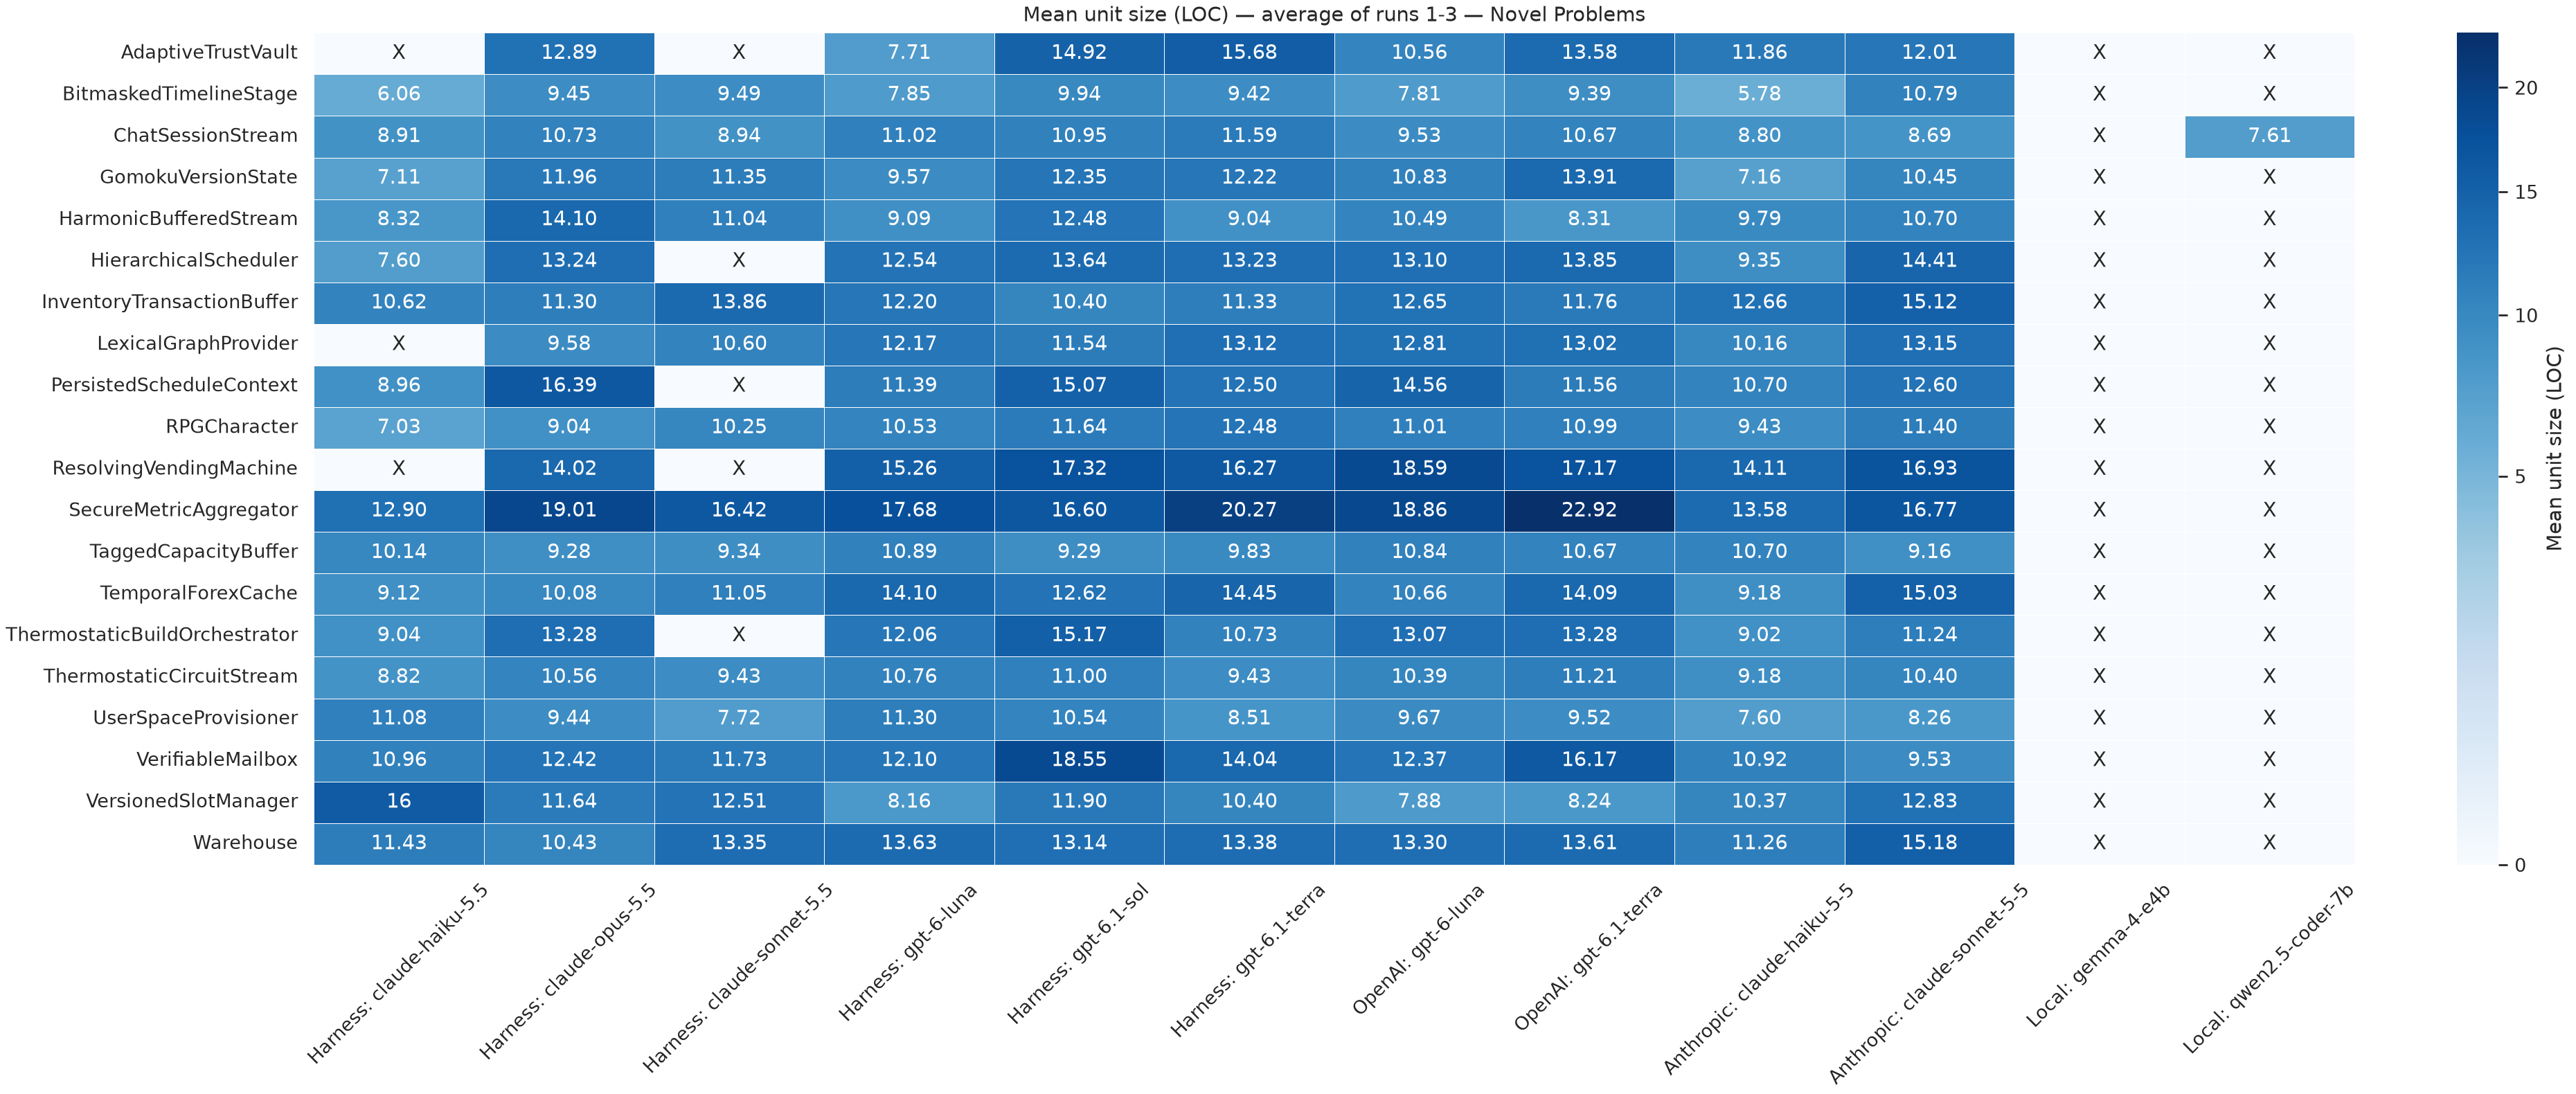 Mean unit size (LOC) — average of runs 1-3 — Novel Problems
AdaptiveTrustVault X 12.89 X 7.71 14.92 15.68 10.56 13.58 11.86 12.01 X X
BitmaskedTimelineStage 6.06 9.45 9.49 7.85 9.94 9.42 7.81 9.39 5.78 10.79 X X
ChatSessionStream 8.91 10.73 8.94 11.02 10.95 11.59 9.53 10.67 8.80 8.69 X 7.61
GomokuVersionState 7.11 11.96 11.35 9.57 12.35 12.22 10.83 13.91 7.16 10.45 X X
HarmonicBufferedStream 8.32 14.10 11.04 9.09 12.48 9.04 10.49 8.31 9.79 10.70 X X
HierarchicalScheduler 7.60 13.24 X 12.54 13.64 13.23 13.10 13.85 9.35 14.41 X X
InventoryTransactionBuffer 10.62 11.30 13.86 12.20 10.40 11.33 12.65 11.76 12.66 15.12 X X
LexicalGraphProvider X 9.58 10.60 12.17 11.54 13.12 12.81 13.02 10.16 13.15 X X
PersistedScheduleContext 8.96 16.39 X 11.39 15.07 12.50 14.56 11.56 10.70 12.60 X X
RPGCharacter 7.03 9.04 10.25 10.53 11.64 12.48 11.01 10.99 9.43 11.40 X X
ResolvingVendingMachine X 14.02 X 15.26 17.32 16.27 18.59 17.17 14.11 16.93 X X
SecureMetricAggregator 12.90 19.01 16.42 17.68 16.60 20.27 18.86 22.92 13.58 16.77 X X
TaggedCapacityBuffer 10.14 9.28 9.34 10.89 9.29 9.83 10.84 10.67 10.70 9.16 X X
TemporalForexCache 9.12 10.08 11.05 14.10 12.62 14.45 10.66 14.09 9.18 15.03 X X
ThermostaticBuildOrchestrator 9.04 13.28 X 12.06 15.17 10.73 13.07 13.28 9.02 11.24 X X
ThermostaticCircuitStream 8.82 10.56 9.43 10.76 11.00 9.43 10.39 11.21 9.18 10.40 X X
UserSpaceProvisioner 11.08 9.44 7.72 11.30 10.54 8.51 9.67 9.52 7.60 8.26 X X
VerifiableMailbox 10.96 12.42 11.73 12.10 18.55 14.04 12.37 16.17 10.92 9.53 X X
VersionedSlotManager 16 11.64 12.51 8.16 11.90 10.40 7.88 8.24 10.37 12.83 X X
Warehouse 11.43 10.43 13.35 13.63 13.14 13.38 13.30 13.61 11.26 15.18 X X
Harness: claude-haiku-5.5
Harness: claude-opus-5.5
Harness: claude-sonnet-5.5
Harness: gpt-6-luna
Harness: gpt-6.1-sol
Harness: gpt-6.1-terra
OpenAI: gpt-6-luna
OpenAI: gpt-6.1-terra
Anthropic: claude-haiku-5-5
Anthropic: claude-sonnet-5-5
Local: gemma-4-e4b
Local: qwen2.5-coder-7b
20
15
10
5
0
Mean unit size (LOC)